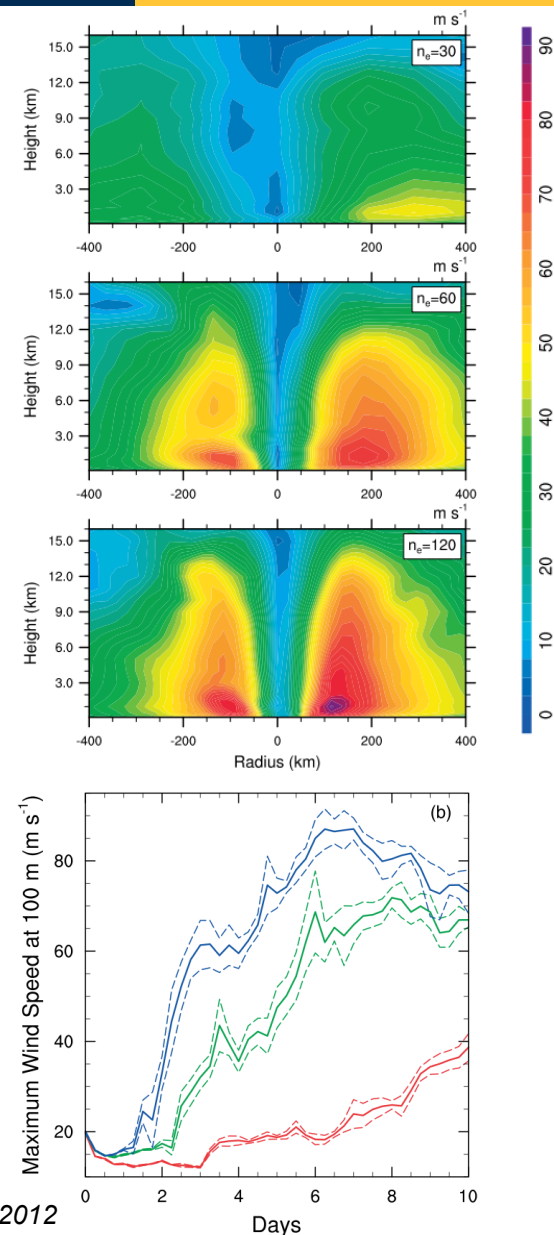 m s⁻¹
nₑ=30
15.0
12.0
9.0
6.0
3.0
Height (km)
-400 -200 0 200 400
m s⁻¹
nₑ=60
15.0
12.0
9.0
6.0
3.0
Height (km)
-400 -200 0 200 400
m s⁻¹
nₑ=120
15.0
12.0
9.0
6.0
3.0
Height (km)
-400 -200 0 200 400
Radius (km)
90
80
70
60
50
40
30
20
10
0
(b)
Maximum Wind Speed at 100 m (m s⁻¹)
80
60
40
20
0 2 4 6 8 10
Days
2012